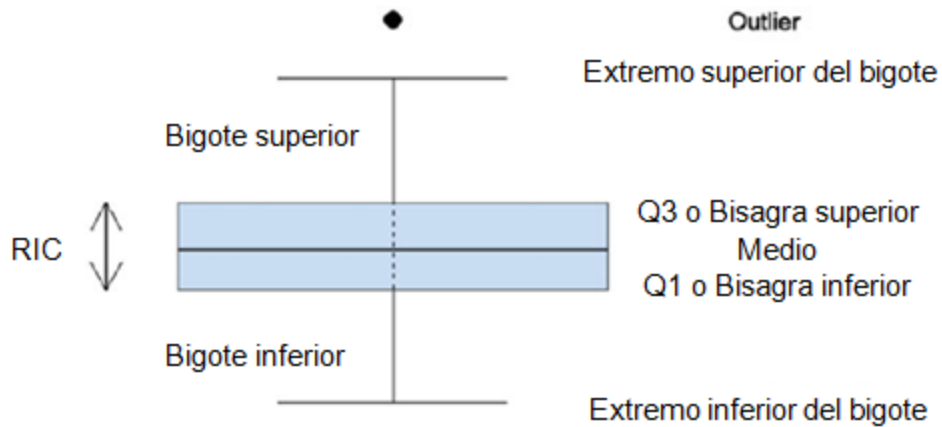 Outlier
Extremo superior del bigote
Bigote superior
Q3 o Bisagra superior
RIC
Medio
Q1 o Bisagra inferior
Bigote inferior
Extremo inferior del bigote